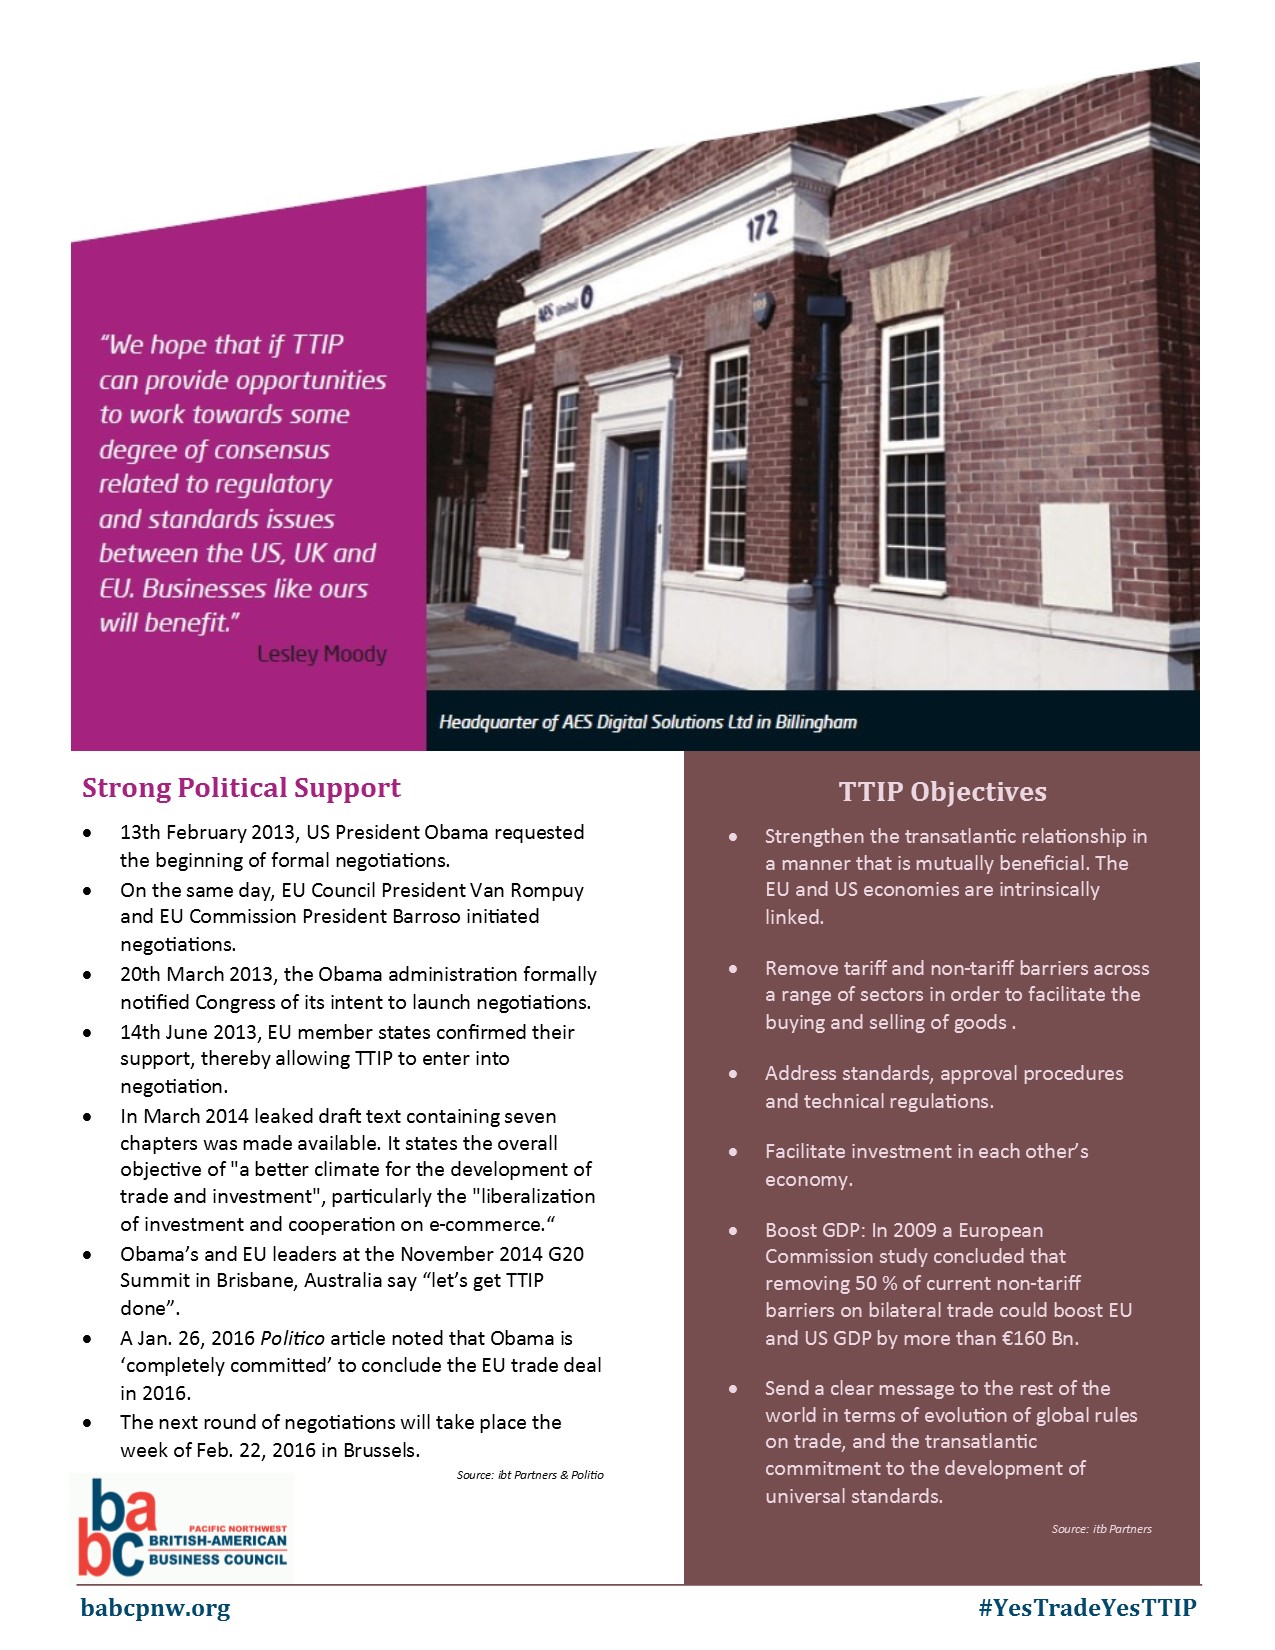 172
AES United
“We hope that if TTIP
can provide opportunities
to work towards some
degree of consensus
related to regulatory
and standards issues
between the US, UK and
EU. Businesses like ours
will benefit.”
Lesley Moody
Headquarter of AES Digital Solutions Ltd in Billingham
Strong Political Support
• 13th February 2013, US President Obama requested
the beginning of formal negotiations.
• On the same day, EU Council President Van Rompuy
and EU Commission President Barroso initiated
negotiations.
• 20th March 2013, the Obama administration formally
notified Congress of its intent to launch negotiations.
• 14th June 2013, EU member states confirmed their
support, thereby allowing TTIP to enter into
negotiation.
• In March 2014 leaked draft text containing seven
chapters was made available. It states the overall
objective of "a better climate for the development of
trade and investment", particularly the "liberalization
of investment and cooperation on e-commerce.“
• Obama’s and EU leaders at the November 2014 G20
Summit in Brisbane, Australia say “let’s get TTIP
done”.
• A Jan. 26, 2016 Politico article noted that Obama is
‘completely committed’ to conclude the EU trade deal
in 2016.
• The next round of negotiations will take place the
week of Feb. 22, 2016 in Brussels.
Source: ibt Partners & Politio
TTIP Objectives
• Strengthen the transatlantic relationship in
a manner that is mutually beneficial. The
EU and US economies are intrinsically
linked.
• Remove tariff and non-tariff barriers across
a range of sectors in order to facilitate the
buying and selling of goods .
• Address standards, approval procedures
and technical regulations.
• Facilitate investment in each other’s
economy.
• Boost GDP: In 2009 a European
Commission study concluded that
removing 50 % of current non-tariff
barriers on bilateral trade could boost EU
and US GDP by more than €160 Bn.
• Send a clear message to the rest of the
world in terms of evolution of global rules
on trade, and the transatlantic
commitment to the development of
universal standards.
Source: itb Partners
ba
bc
PACIFIC NORTHWEST
BRITISH-AMERICAN
BUSINESS COUNCIL
babcpnw.org
#YesTradeYesTTIP